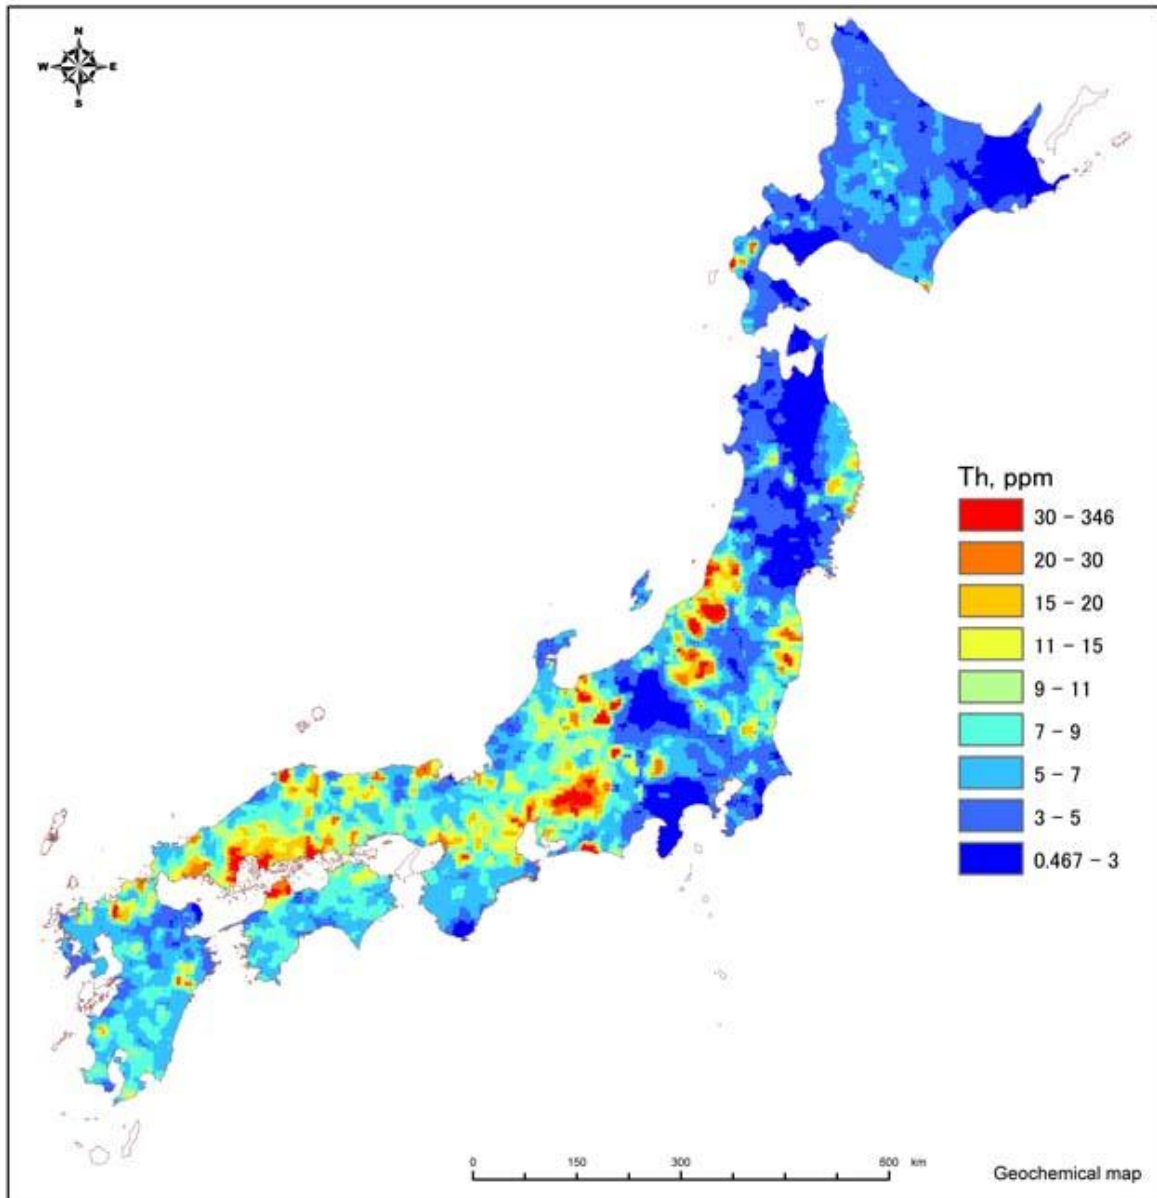 N
W E
S
Th, ppm
30 - 346
20 - 30
15 - 20
11 - 15
9 - 11
7 - 9
5 - 7
3 - 5
0.467 - 3
0 150 300 600 km
Geochemical map